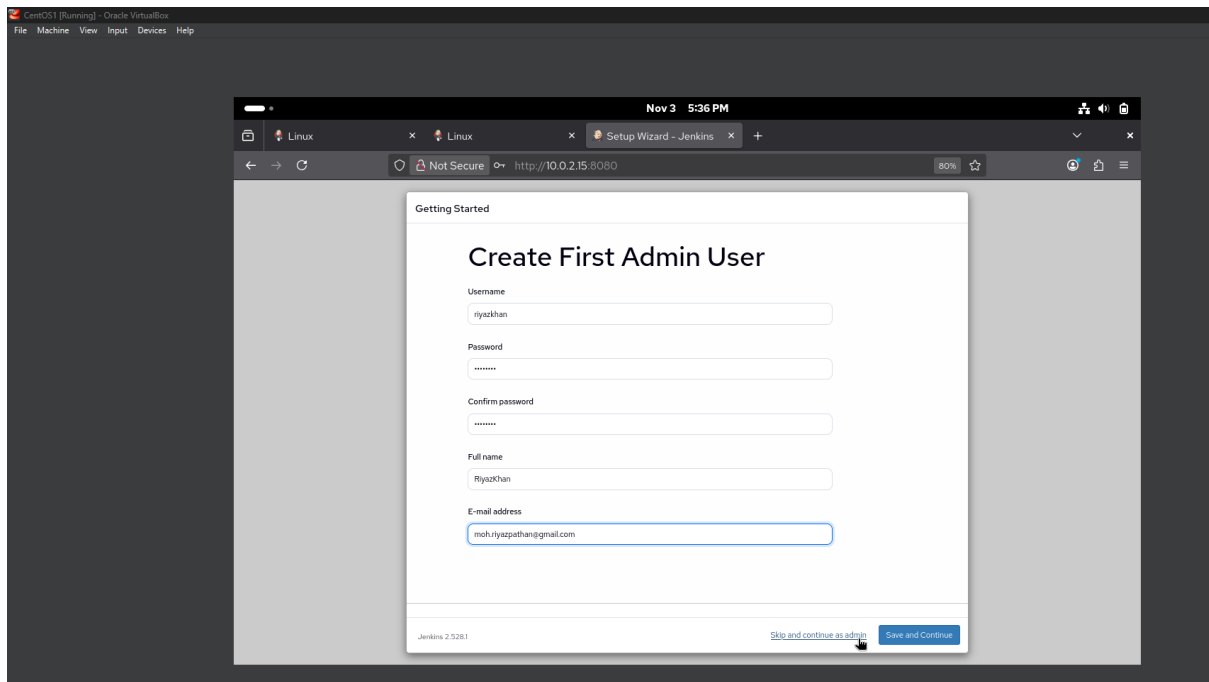 CentOS1 [Running] - Oracle VirtualBox
File Machine View Input Devices Help
Nov 3 5:36 PM
Linux × Linux × Setup Wizard - Jenkins × +
Not Secure http://10.0.2.15:8080 80%
Getting Started
Create First Admin User
Username
riyazkhan
Password
••••••••
Confirm password
••••••••
Full name
RiyazKhan
E-mail address
moh.riyazpathan@gmail.com
Jenkins 2.528.1
Skip and continue as admin
Save and Continue